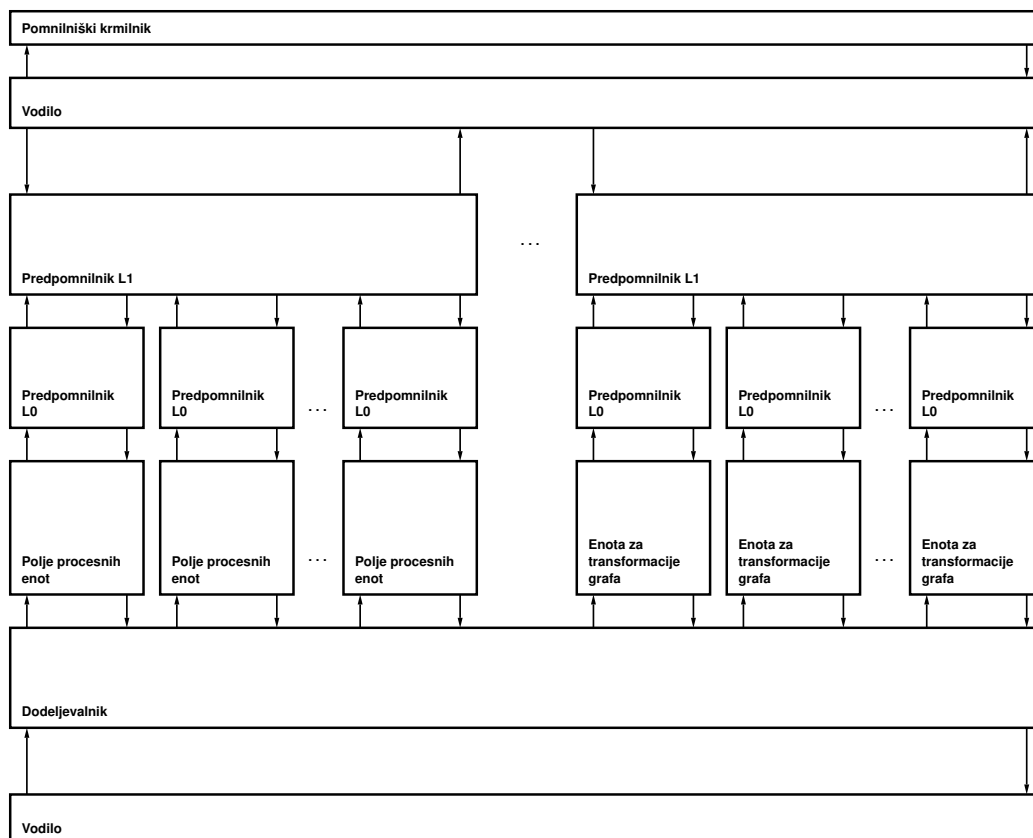 Pomnilniški krmilnik
Vodilo
. . .
Predpomnilnik L1
Predpomnilnik L1
Predpomnilnik
L0
Predpomnilnik
L0
. . .
Predpomnilnik
L0
Predpomnilnik
L0
Predpomnilnik
L0
. . .
Predpomnilnik
L0
Polje procesnih
enot
Polje procesnih
enot
. . .
Polje procesnih
enot
Enota za
transformacije
grafa
Enota za
transformacije
grafa
. . .
Enota za
transformacije
grafa
Dodeljevalnik
Vodilo